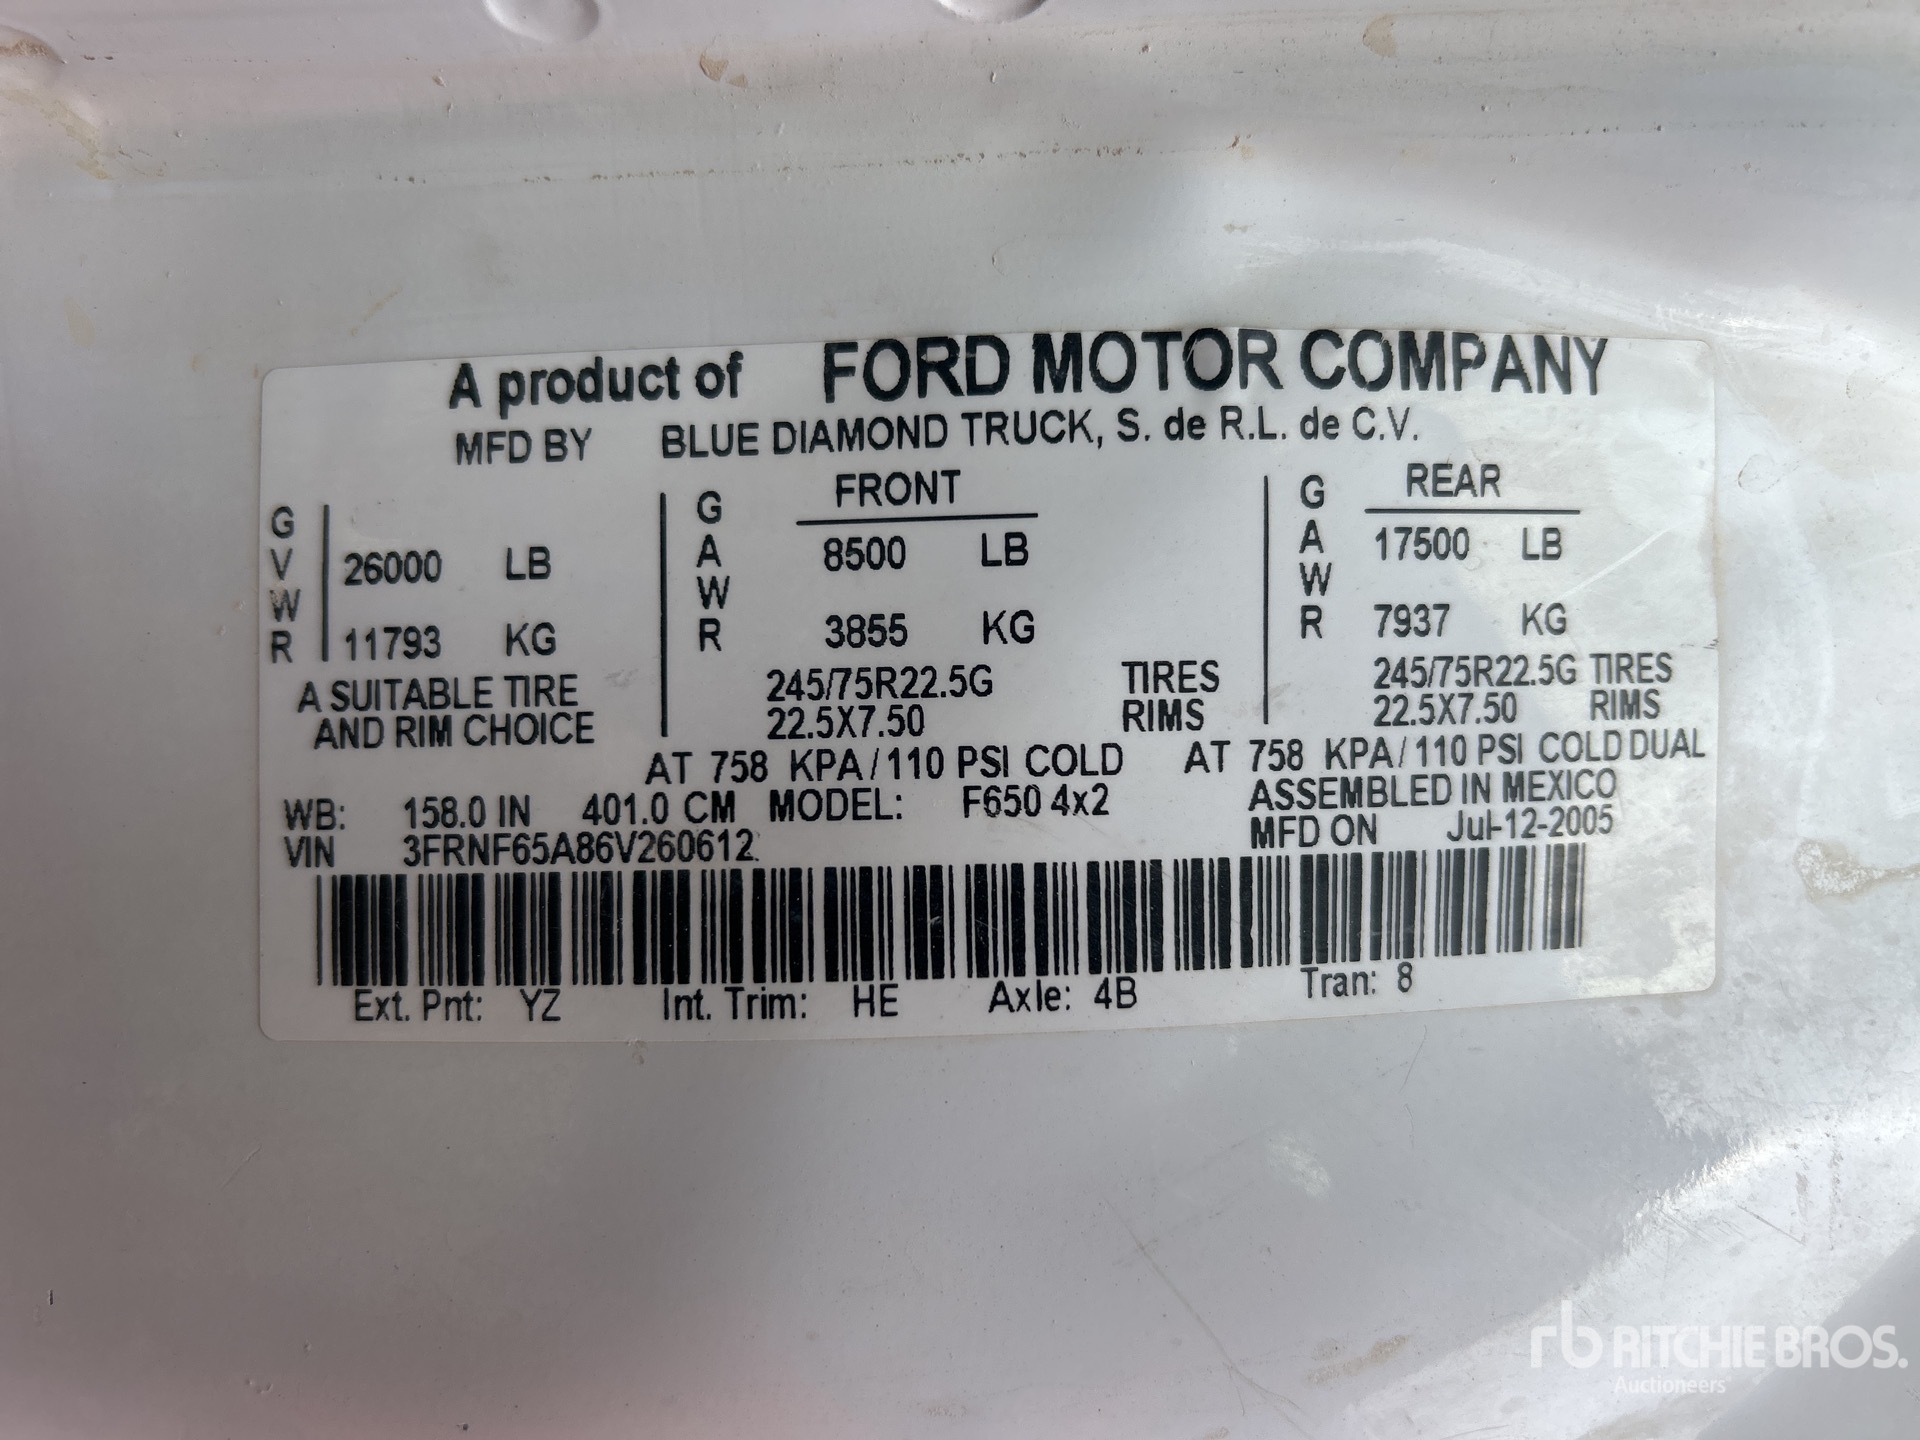 A product of FORD MOTOR COMPANY
MFD BY BLUE DIAMOND TRUCK, S. de R.L. de C.V.
GVWR 26000 LB
11793 KG
GAWR FRONT
8500 LB
3855 KG
GAWR REAR
17500 LB
7937 KG
A SUITABLE TIRE AND RIM CHOICE
245/75R22.5G TIRES
22.5X7.50 RIMS
245/75R22.5G TIRES
22.5X7.50 RIMS
AT 758 KPA/110 PSI COLD AT 758 KPA/110 PSI COLD DUAL
WB: 158.0 IN 401.0 CM MODEL: F650 4x2 ASSEMBLED IN MEXICO
VIN 3FRNF65A86V260612 MFD ON Jul-12-2005
Ext. Pnt: YZ Int. Trim: HE Axle: 4B Tran: 8
rb RITCHIE BROS.
Auctioneers